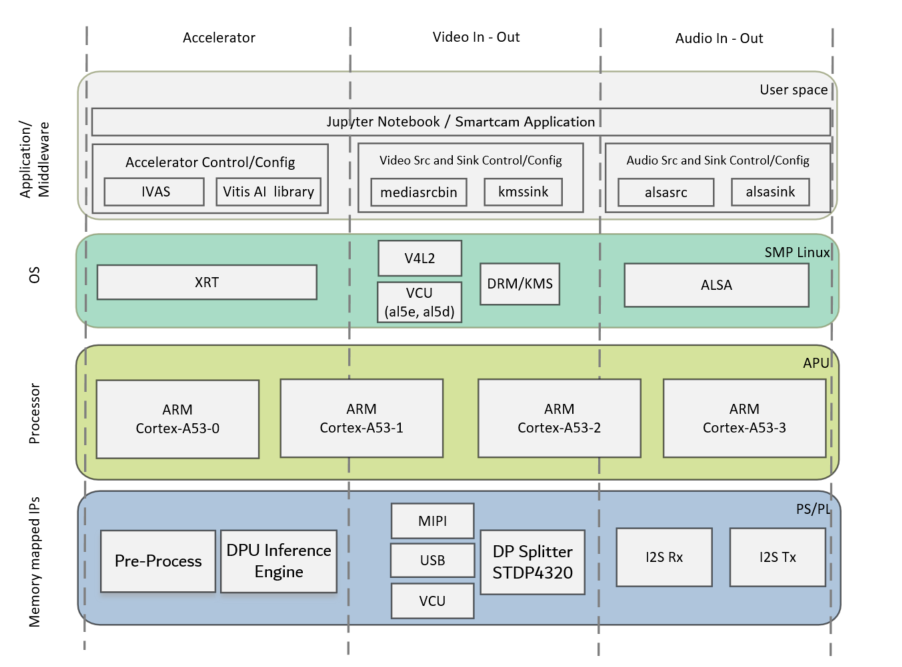 Accelerator
Video In - Out
Audio In - Out
Application/
Middleware
User space
Jupyter Notebook / Smartcam Application
Accelerator Control/Config
IVAS
Vitis AI library
Video Src and Sink Control/Config
mediasrcbin
kmssink
Audio Src and Sink Control/Config
alsasrc
alsasink
OS
SMP Linux
XRT
V4L2
VCU
(al5e, al5d)
DRM/KMS
ALSA
Processor
APU
ARM
Cortex-A53-0
ARM
Cortex-A53-1
ARM
Cortex-A53-2
ARM
Cortex-A53-3
Memory mapped IPs
PS/PL
Pre-Process
DPU Inference
Engine
MIPI
USB
VCU
DP Splitter
STDP4320
I2S Rx
I2S Tx